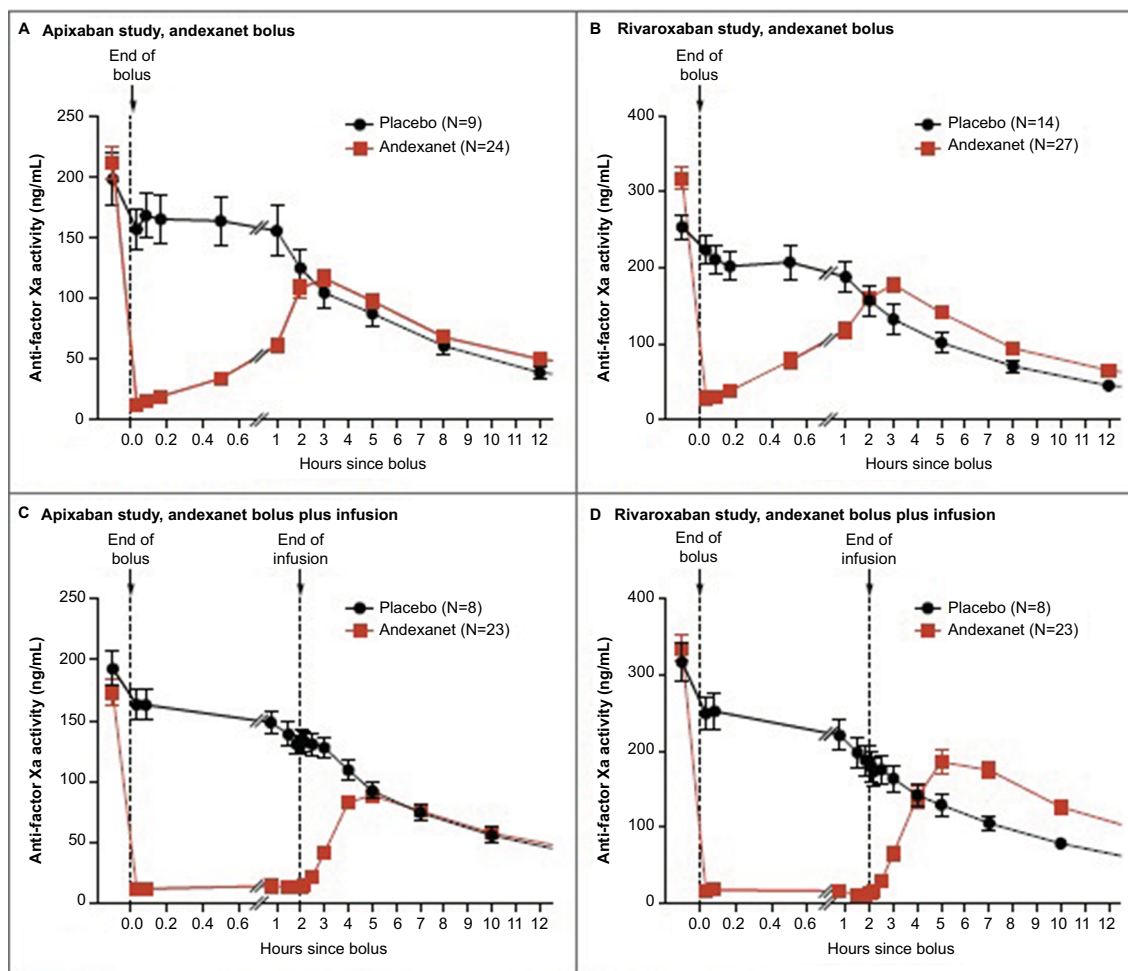 A Apixaban study, andexanet bolus
End of
bolus
Placebo (N=9)
Andexanet (N=24)
Anti-factor Xa activity (ng/mL)
250
200
150
100
50
0
0.0 0.2 0.4 0.6 1 2 3 4 5 6 7 8 9 10 11 12
Hours since bolus
B Rivaroxaban study, andexanet bolus
End of
bolus
Placebo (N=14)
Andexanet (N=27)
Anti-factor Xa activity (ng/mL)
400
300
200
100
0
0.0 0.2 0.4 0.6 1 2 3 4 5 6 7 8 9 10 11 12
Hours since bolus
C Apixaban study, andexanet bolus plus infusion
End of
bolus
End of
infusion
Placebo (N=8)
Andexanet (N=23)
Anti-factor Xa activity (ng/mL)
250
200
150
100
50
0
0.0 0.2 0.4 0.6 1 2 3 4 5 6 7 8 9 10 11 12
Hours since bolus
D Rivaroxaban study, andexanet bolus plus infusion
End of
bolus
End of
infusion
Placebo (N=8)
Andexanet (N=23)
Anti-factor Xa activity (ng/mL)
400
300
200
100
0
0.0 0.2 0.4 0.6 1 2 3 4 5 6 7 8 9 10 11 12
Hours since bolus